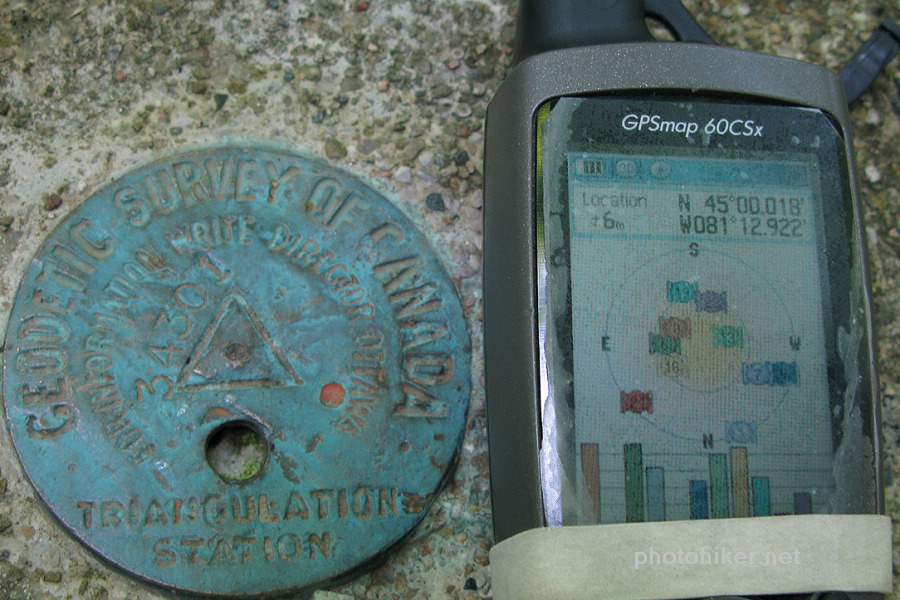 GEODETIC SURVEY OF CANADA
FOR INFORMATION WRITE DIRECTOR OTTAWA
34301
TRIANGULATION
STATION
GPSmap 60CSx
Location N 45°00.018'
±6m W081°12.922'
S
E W
N
photohiker.net